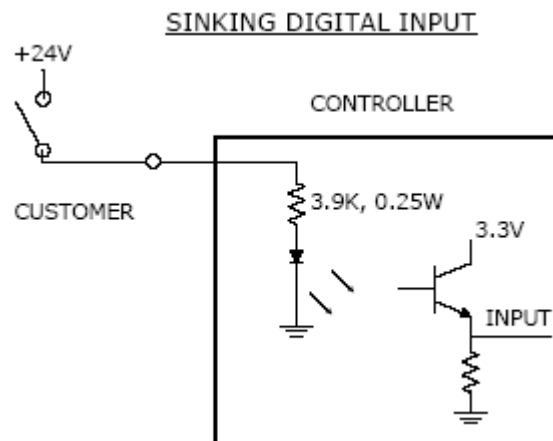 SINKING DIGITAL INPUT
+24V
CONTROLLER
CUSTOMER
3.9K, 0.25W
3.3V
INPUT